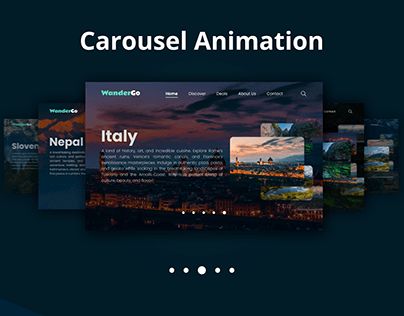 Carousel Animation
WanderGo
Home Discover Deals About Us Contact
Italy
A land of history, art, and incredible cuisine. Explore Rome's
ancient ruins, Venice's romantic canals, and Florence's
Renaissance masterpieces. Indulge in authentic pizza, pasta,
and gelato while soaking in the breathtaking landscapes of
Tuscany and the Amalfi Coast. Italy is a perfect blend of
culture, beauty, and flavor!
WanderGo
Nepal
WanderGo
Sloven
Contact